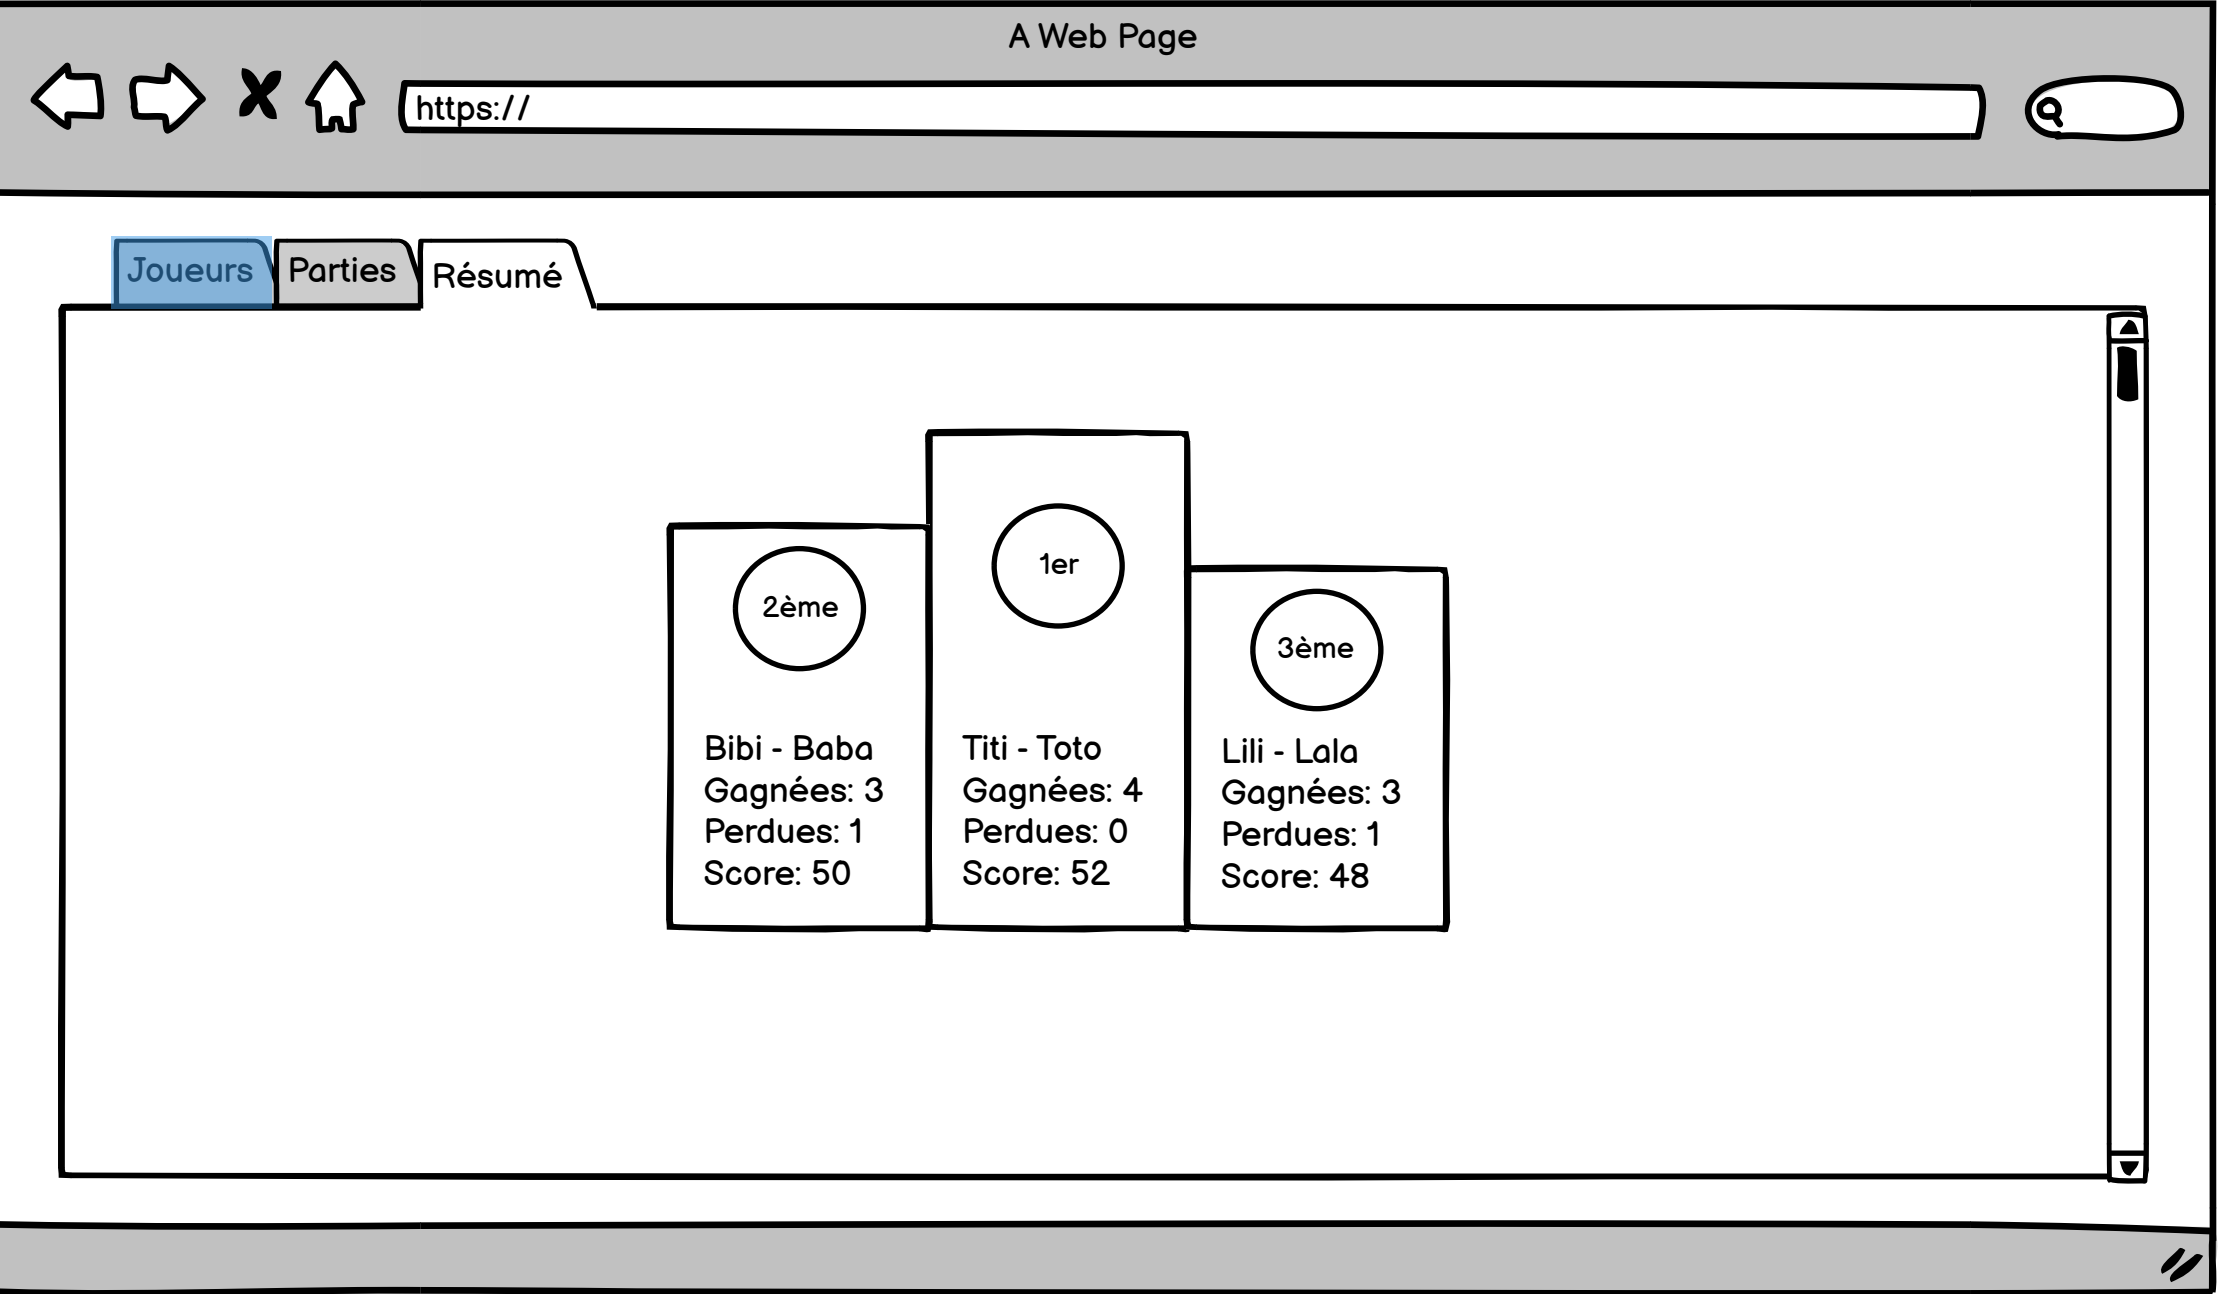 A Web Page
https://
Joueurs
Parties
Résumé
1er
2ème
3ème
Bibi - Baba
Gagnées: 3
Perdues: 1
Score: 50
Titi - Toto
Gagnées: 4
Perdues: 0
Score: 52
Lili - Lala
Gagnées: 3
Perdues: 1
Score: 48